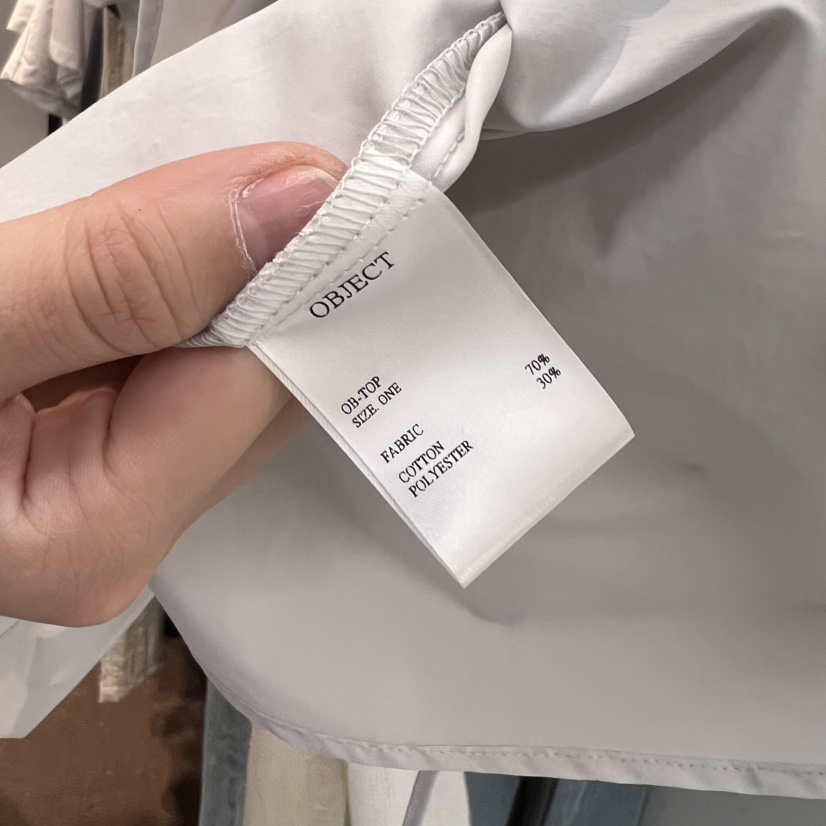 OBJECT
OB-TOP
SIZE. ONE
FABRIC
COTTON 70%
POLYESTER 30%